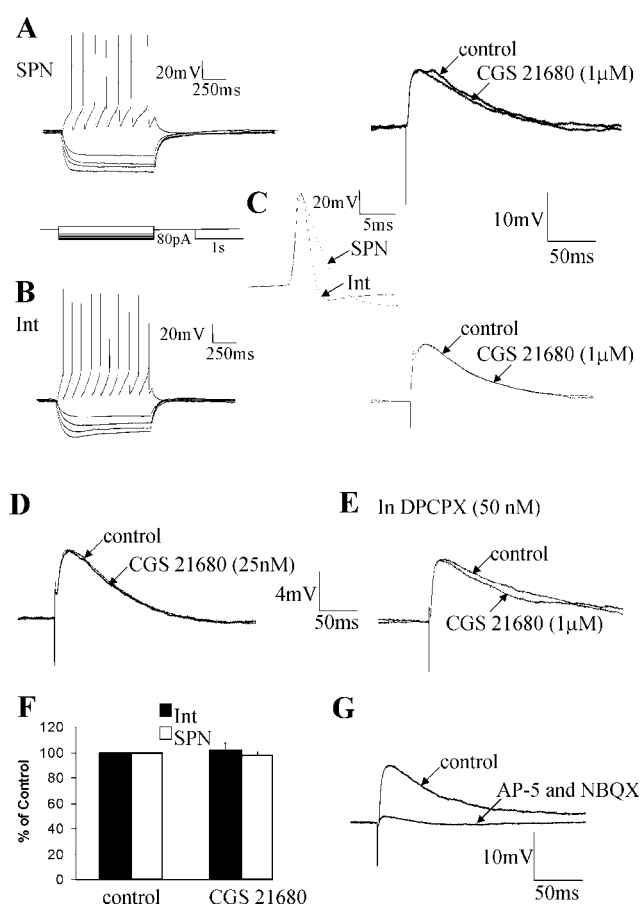 A
SPN
20mV
250ms
control
CGS 21680 (1µM)
80pA
1s
C
20mV
5ms
SPN
Int
10mV
50ms
B
Int
20mV
250ms
control
CGS 21680 (1µM)
D
control
CGS 21680 (25nM)
4mV
50ms
E
In DPCPX (50 nM)
control
CGS 21680 (1µM)
F
Int
SPN
% of Control
120
100
80
60
40
20
0
control
CGS 21680
G
control
AP-5 and NBQX
10mV
50ms